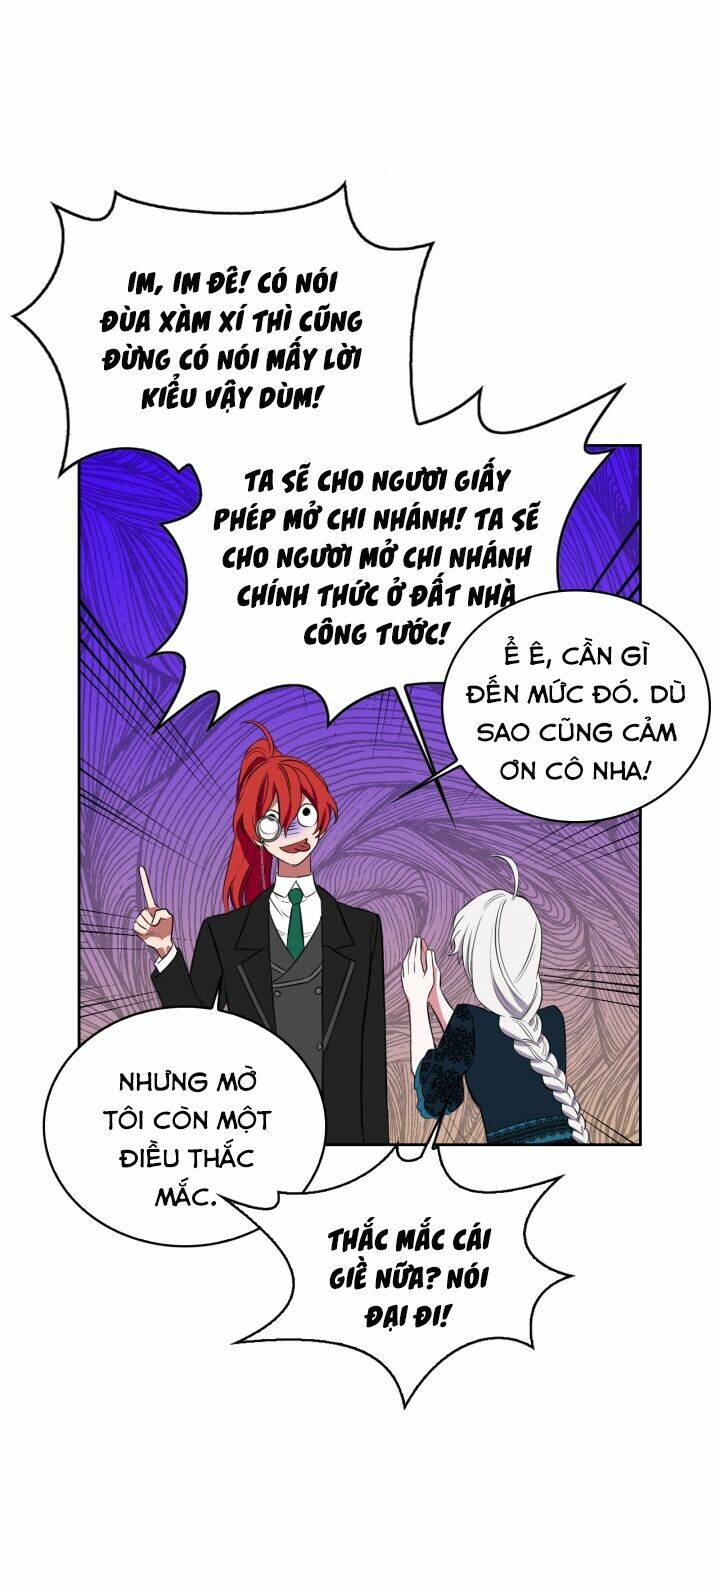 IM, IM ĐÊ! CÓ NÓI
ĐÙA XÀM XÍ THÌ CŨNG
ĐỪNG CÓ NÓI MẤY LỜI
KIỂU VẬY DÙM!
TA SẼ CHO NGƯƠI GIẤY
PHÉP MỞ CHI NHÁNH! TA SẼ
CHO NGƯƠI MỞ CHI NHÁNH
CHÍNH THỨC Ở ĐẤT NHÀ
CÔNG TƯỚC!
Ể Ê, CẦN GÌ
ĐẾN MỨC ĐÓ. DÙ
SAO CŨNG CẢM
ƠN CÔ NHA!
NHƯNG MỜ
TÔI CÒN MỘT
ĐIỀU THẮC
MẮC.
THẮC MẮC CÁI
GIỀ NỮA? NÓI
ĐẠI ĐI!